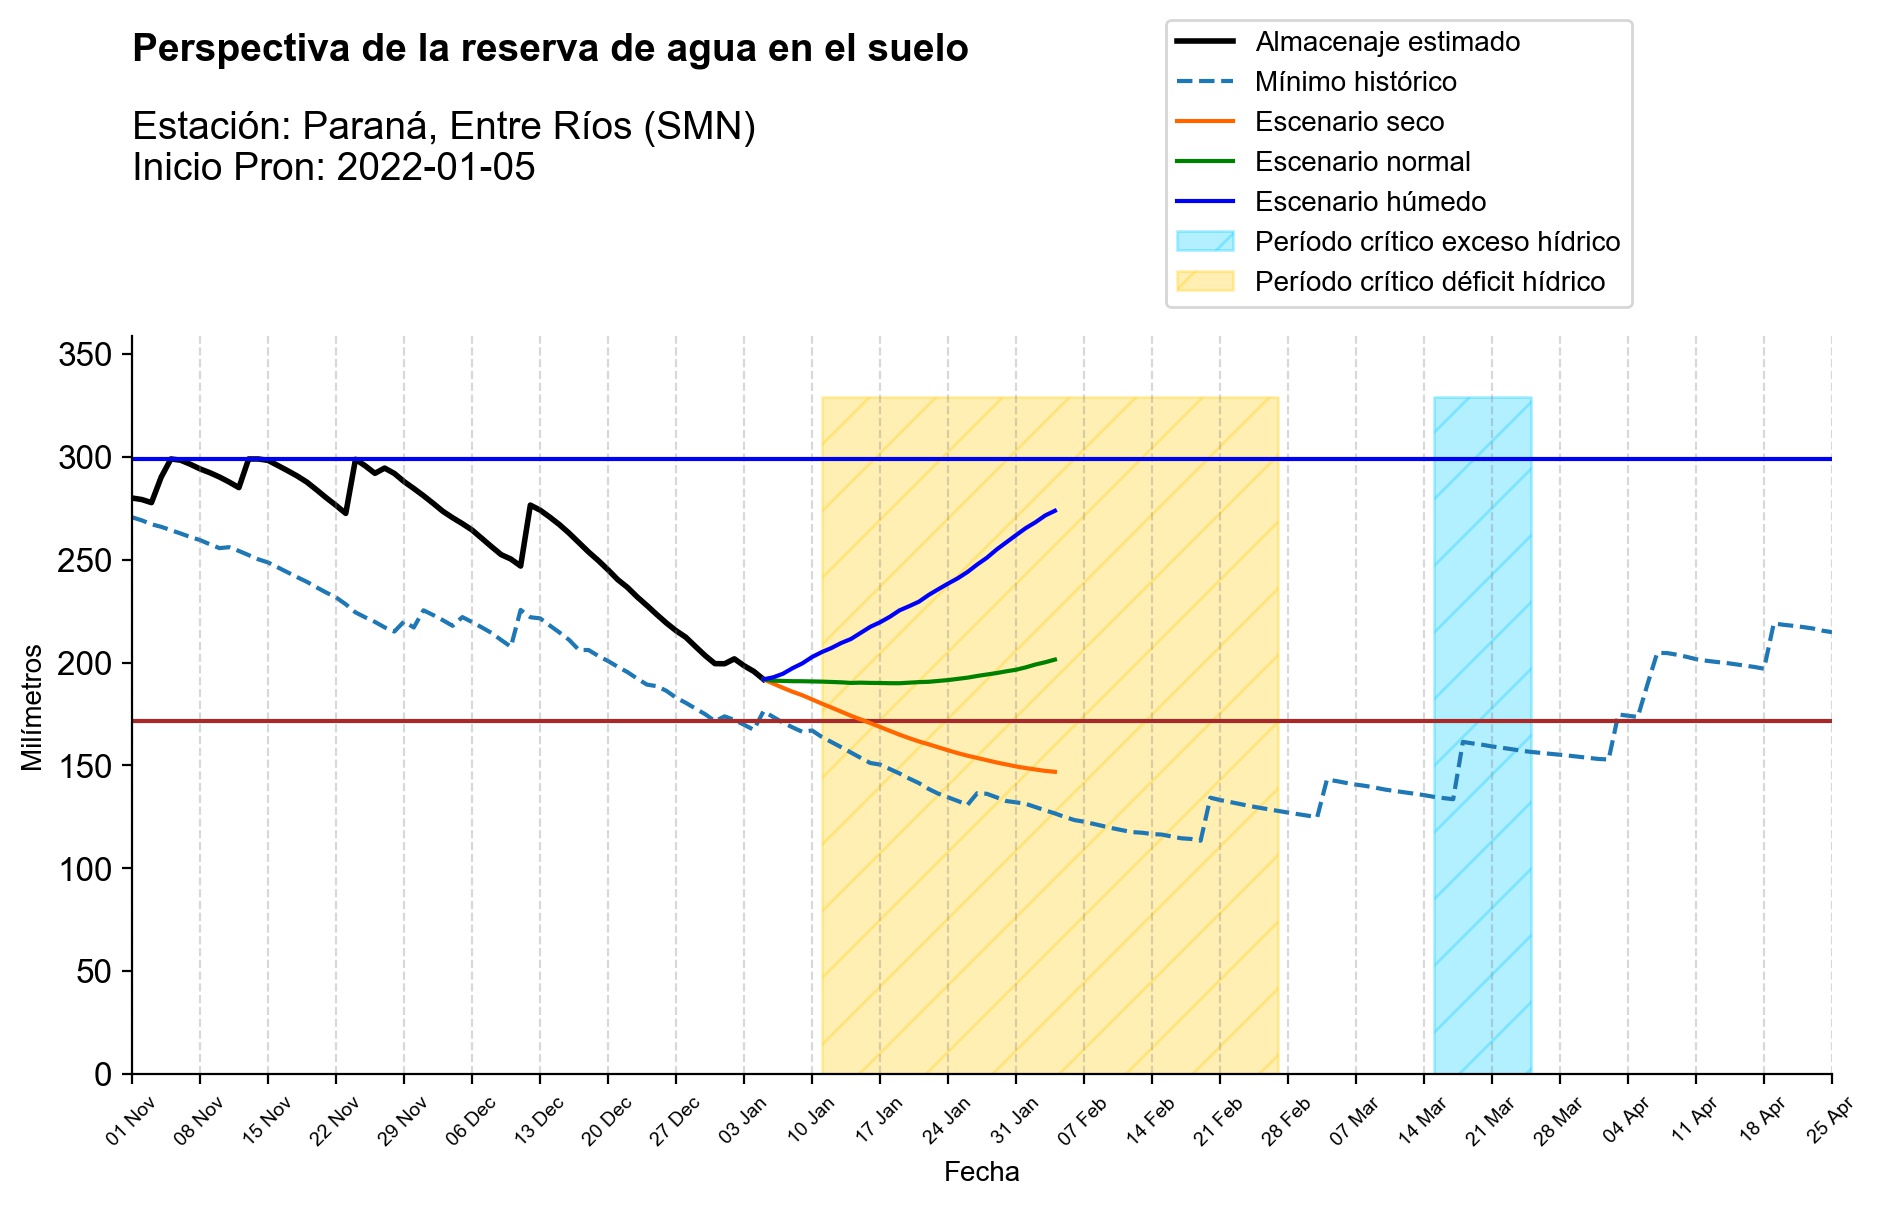 Perspectiva de la reserva de agua en el suelo
Estación: Paraná, Entre Ríos (SMN)
Inicio Pron: 2022-01-05
Almacenaje estimado
Mínimo histórico
Escenario seco
Escenario normal
Escenario húmedo
Período crítico exceso hídrico
Período crítico déficit hídrico
350
300
250
200
150
100
50
0
Milímetros
01 Nov
08 Nov
15 Nov
22 Nov
29 Nov
06 Dec
13 Dec
20 Dec
27 Dec
03 Jan
10 Jan
17 Jan
24 Jan
31 Jan
07 Feb
14 Feb
21 Feb
28 Feb
07 Mar
14 Mar
21 Mar
28 Mar
04 Apr
11 Apr
18 Apr
25 Apr
Fecha